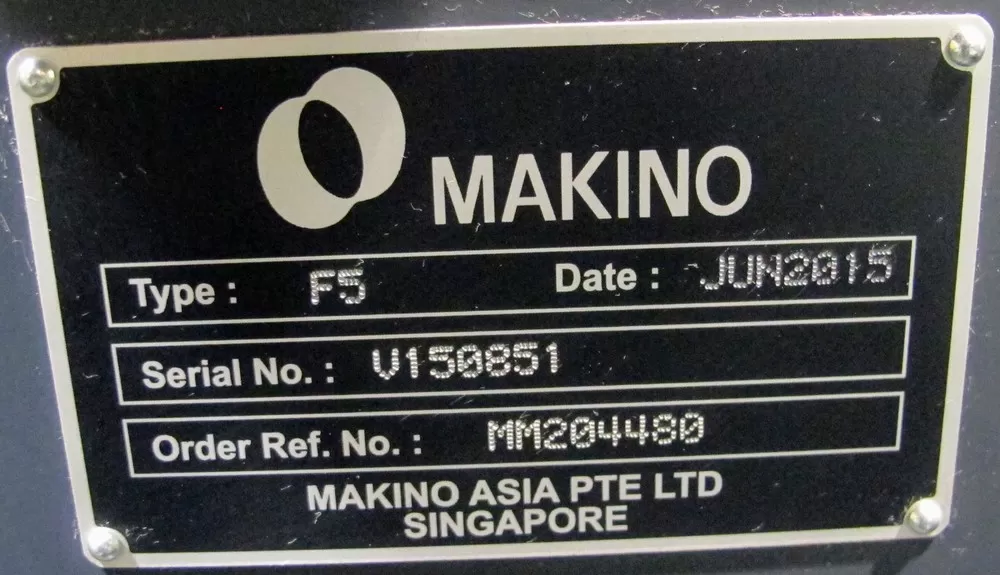 MAKINO
Type : F5 Date : JUN2015
Serial No. : V150851
Order Ref. No. : MM204480
MAKINO ASIA PTE LTD
SINGAPORE